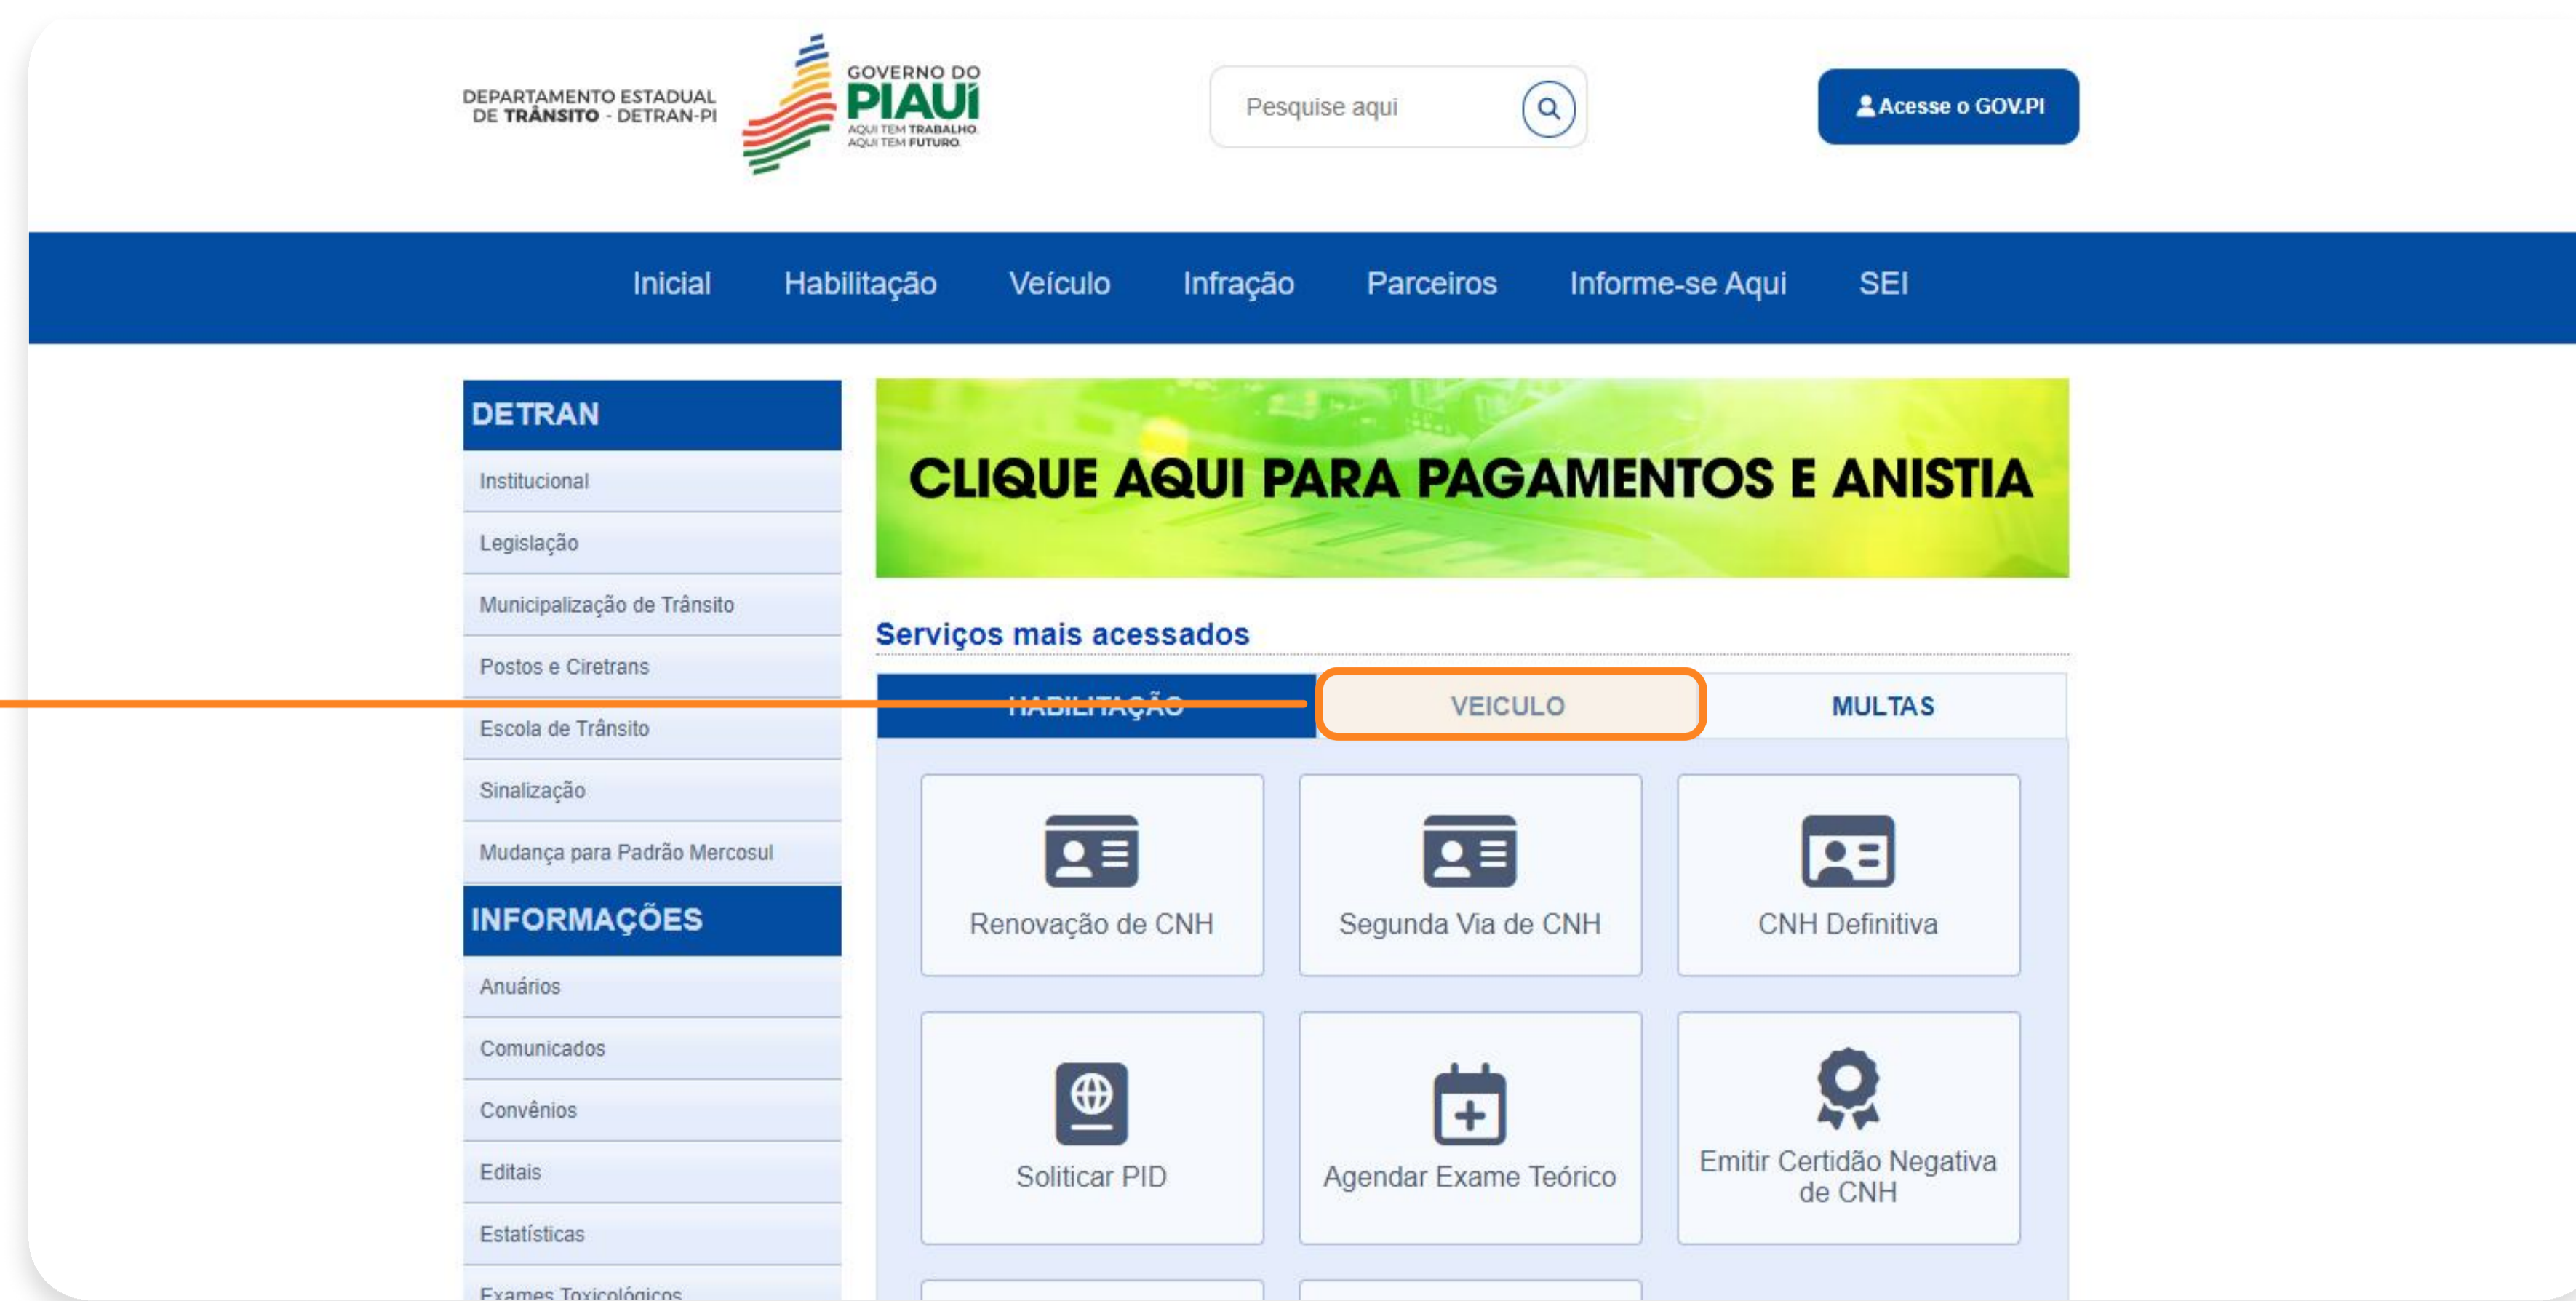 DEPARTAMENTO ESTADUAL
DE TRÂNSITO - DETRAN-PI
GOVERNO DO
PIAUÍ
AQUI TEM TRABALHO.
AQUI TEM FUTURO.
Pesquise aqui
Acesse o GOV.PI
Inicial Habilitação Veículo Infração Parceiros Informe-se Aqui SEI
DETRAN
Institucional
Legislação
Municipalização de Trânsito
Postos e Ciretrans
Escola de Trânsito
Sinalização
Mudança para Padrão Mercosul
INFORMAÇÕES
Anuários
Comunicados
Convênios
Editais
Estatísticas
Exames Toxicológicos
CLIQUE AQUI PARA PAGAMENTOS E ANISTIA
Serviços mais acessados
HABILITAÇÃO VEICULO MULTAS
Renovação de CNH
Segunda Via de CNH
CNH Definitiva
Soliticar PID
Agendar Exame Teórico
Emitir Certidão Negativa
de CNH